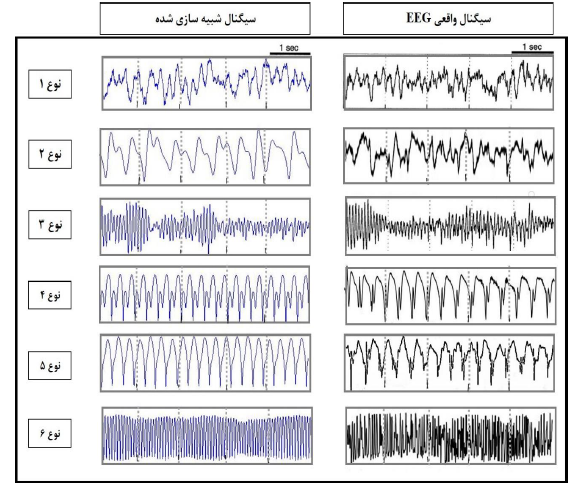 سیگنال واقعی EEG
سیگنال شبیه سازی شده
1 sec
1 sec
نوع ۱
نوع ۲
نوع ۳
نوع ۴
نوع ۵
نوع ۶